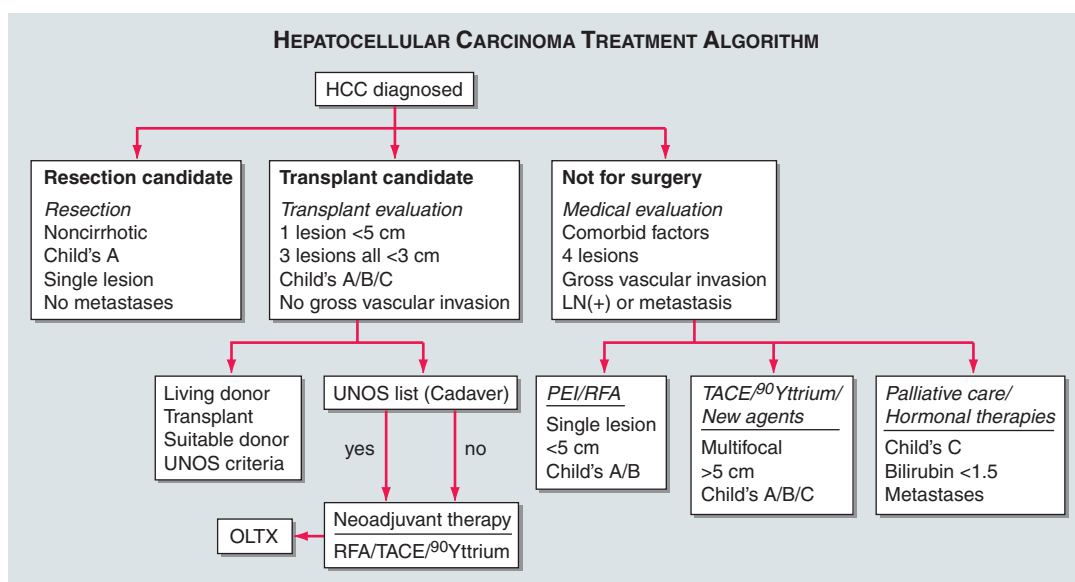 HEPATOCELLULAR CARCINOMA TREATMENT ALGORITHM
HCC diagnosed
Resection candidate
Resection
Noncirrhotic
Child's A
Single lesion
No metastases
Transplant candidate
Transplant evaluation
1 lesion <5 cm
3 lesions all <3 cm
Child's A/B/C
No gross vascular invasion
Not for surgery
Medical evaluation
Comorbid factors
4 lesions
Gross vascular invasion
LN(+) or metastasis
Living donor
Transplant
Suitable donor
UNOS criteria
UNOS list (Cadaver)
yes
no
Neoadjuvant therapy
RFA/TACE/⁹⁰Yttrium
OLTX
PEI/RFA
Single lesion
<5 cm
Child's A/B
TACE/⁹⁰Yttrium/
New agents
Multifocal
>5 cm
Child's A/B/C
Palliative care/
Hormonal therapies
Child's C
Bilirubin <1.5
Metastases